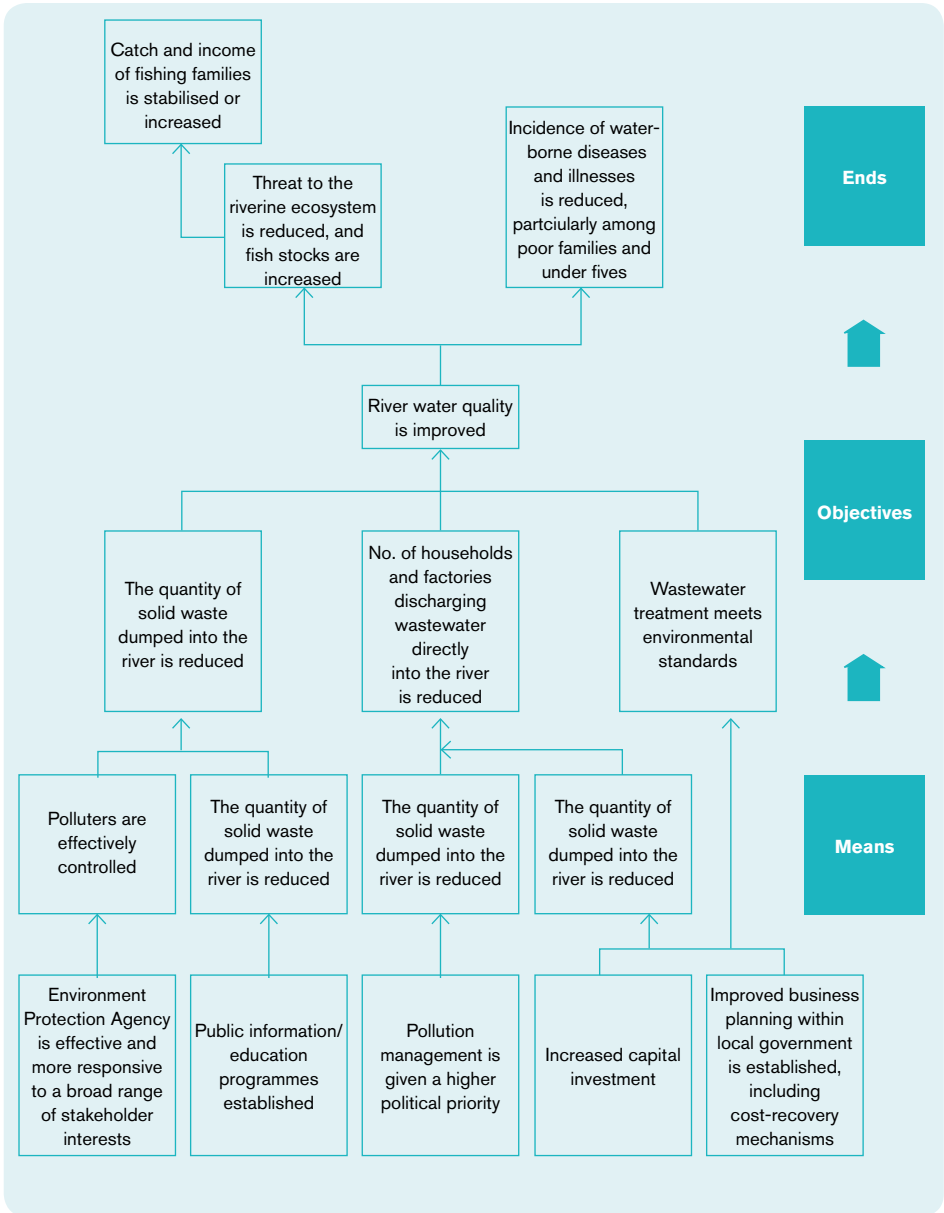 Catch and income
of fishing families
is stabilised or
increased
Threat to the
riverine ecosystem
is reduced, and
fish stocks are
increased
Incidence of water-
borne diseases
and illnesses
is reduced,
partciularly among
poor families and
under fives
Ends
River water quality
is improved
Objectives
The quantity of
solid waste
dumped into the
river is reduced
No. of households
and factories
discharging
wastewater
directly
into the river
is reduced
Wastewater
treatment meets
environmental
standards
Polluters are
effectively
controlled
The quantity of
solid waste
dumped into the
river is reduced
The quantity of
solid waste
dumped into the
river is reduced
The quantity of
solid waste
dumped into the
river is reduced
Means
Environment
Protection Agency
is effective and
more responsive
to a broad range
of stakeholder
interests
Public information/
education
programmes
established
Pollution
management is
given a higher
political priority
Increased capital
investment
Improved business
planning within
local government
is established,
including
cost-recovery
mechanisms